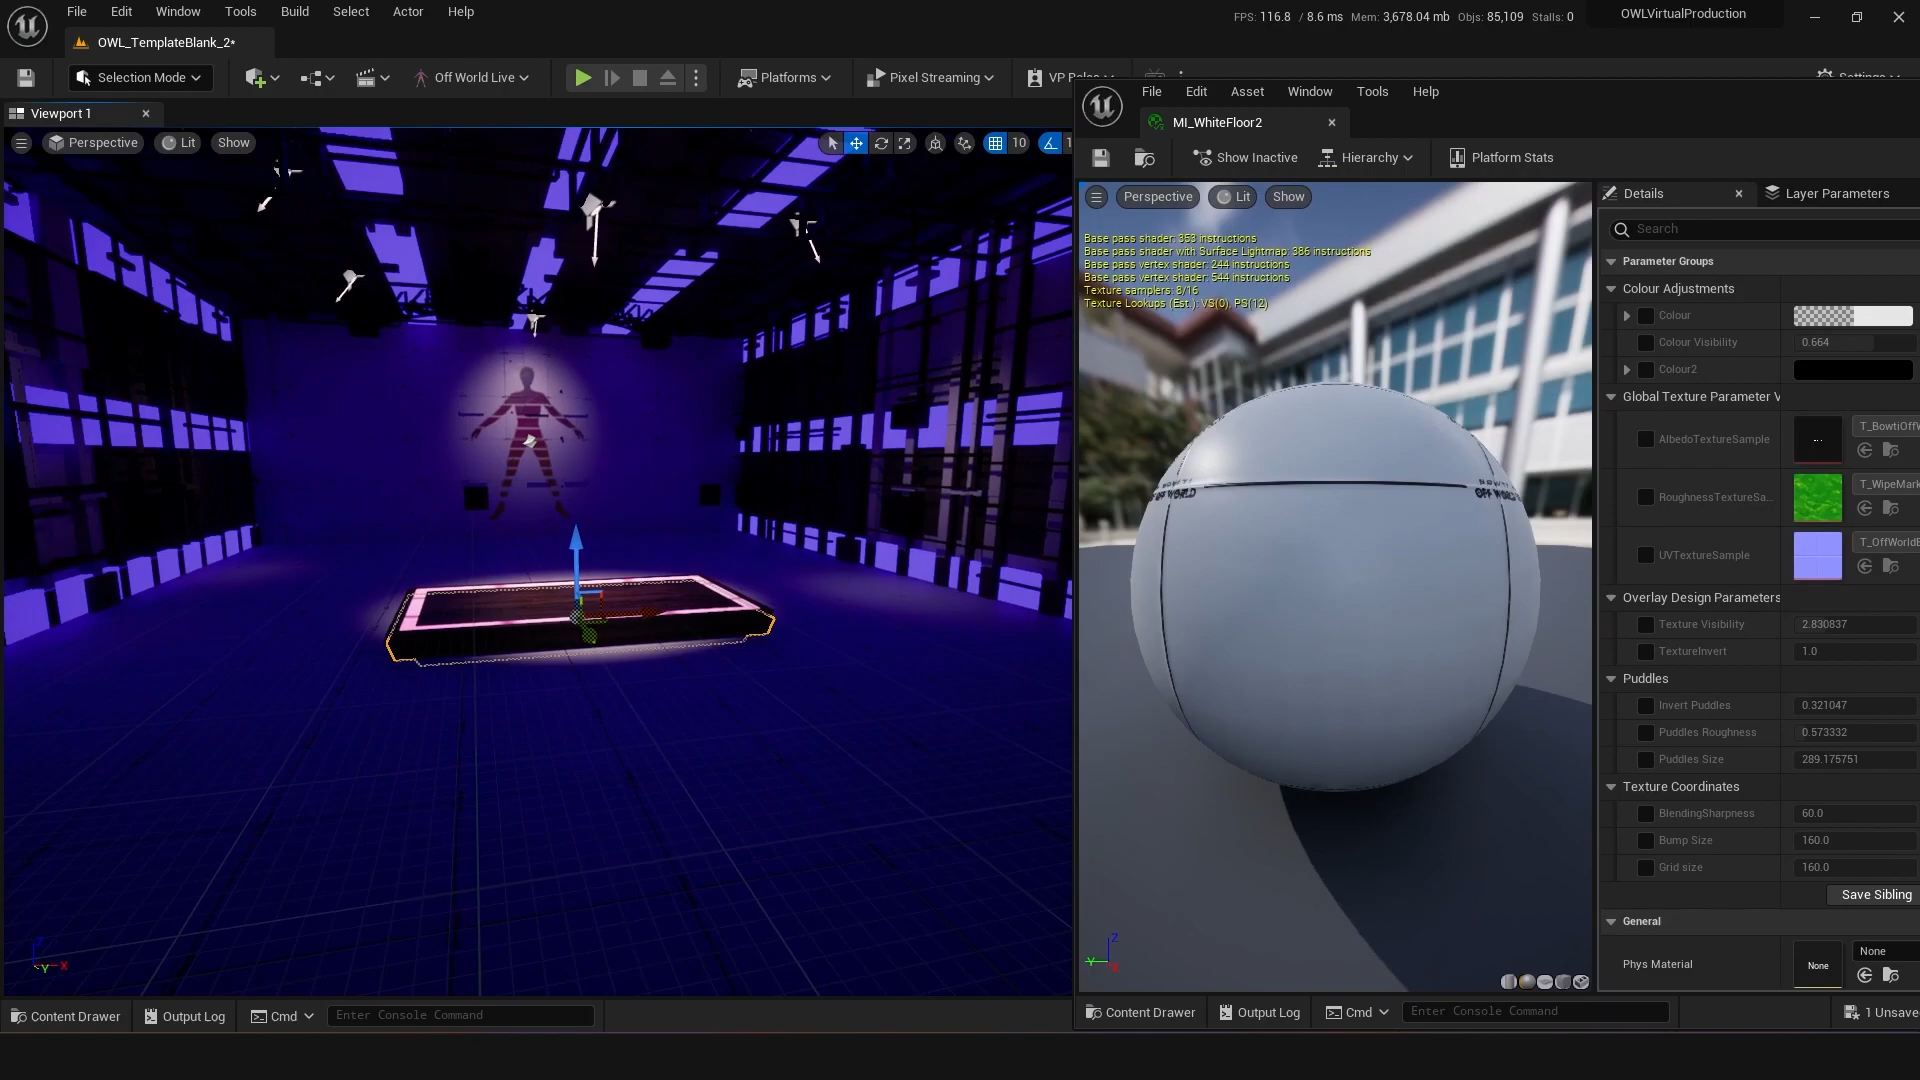 File Edit Window Tools Build Select Actor Help
FPS: 116.8 / 8.6 ms Mem: 3,678.04 mb Objs: 85,109 Stalls: 0
OWLVirtualProduction
OWL_TemplateBlank_2*
Selection Mode
Off World Live
Platforms
Pixel Streaming
VP Roles
Settings
Viewport 1
Perspective
Lit
Show
10
File Edit Asset Window Tools Help
MI_WhiteFloor2
Show Inactive
Hierarchy
Platform Stats
Perspective
Lit
Show
Base pass shader: 353 instructions
Base pass shader with Surface Lightmap: 386 instructions
Base pass vertex shader: 244 instructions
Base pass vertex shader: 544 instructions
Texture samplers: 8/16
Texture Lookups (Est.): VS(0), PS(12)
OFF WORLD
OFF WORLD
Details
Layer Parameters
Search
Parameter Groups
Colour Adjustments
Colour
Colour Visibility 0.664
Colour2
Global Texture Parameter V
AlbedoTextureSample T_BowtiOffW
RoughnessTextureSa... T_WipeMark
UVTextureSample T_OffWorldB
Overlay Design Parameters
Texture Visibility 2.830837
TextureInvert 1.0
Puddles
Invert Puddles 0.321047
Puddles Roughness 0.573332
Puddles Size 289.175751
Texture Coordinates
BlendingSharpness 60.0
Bump Size 160.0
Grid size 160.0
Save Sibling
General
Phys Material None None
Z
Y X
Z
Y X
Content Drawer Output Log Cmd Enter Console Command
Content Drawer Output Log Cmd Enter Console Command 1 Unsave